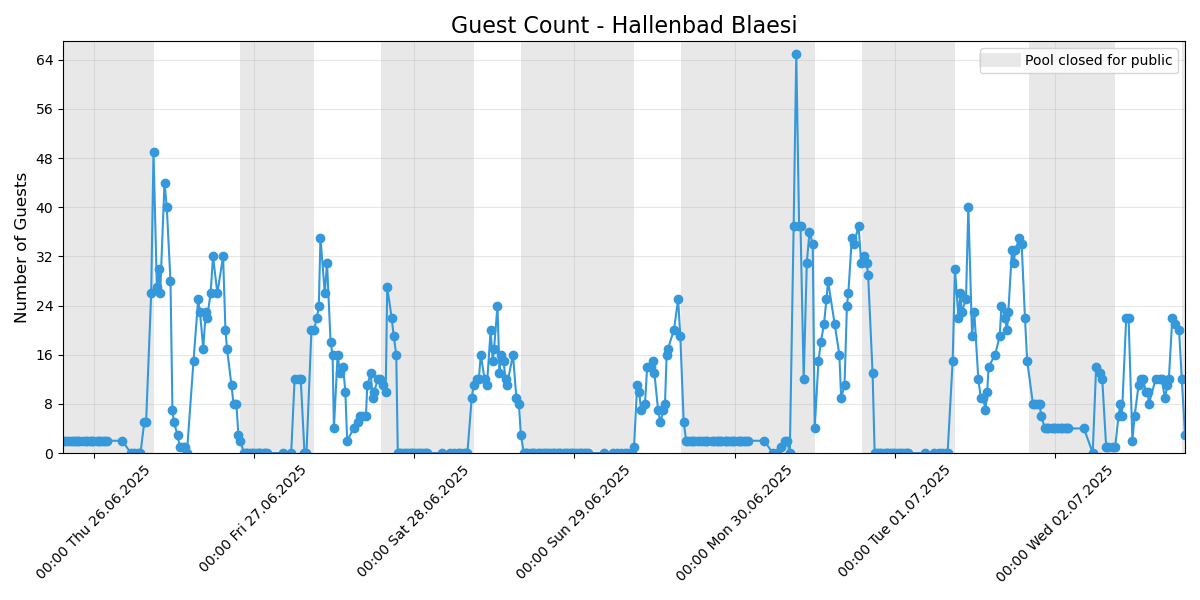 Guest Count - Hallenbad Blaesi
Pool closed for public
Number of Guests
64
56
48
40
32
24
16
8
0
00:00 Thu 26.06.2025
00:00 Fri 27.06.2025
00:00 Sat 28.06.2025
00:00 Sun 29.06.2025
00:00 Mon 30.06.2025
00:00 Tue 01.07.2025
00:00 Wed 02.07.2025